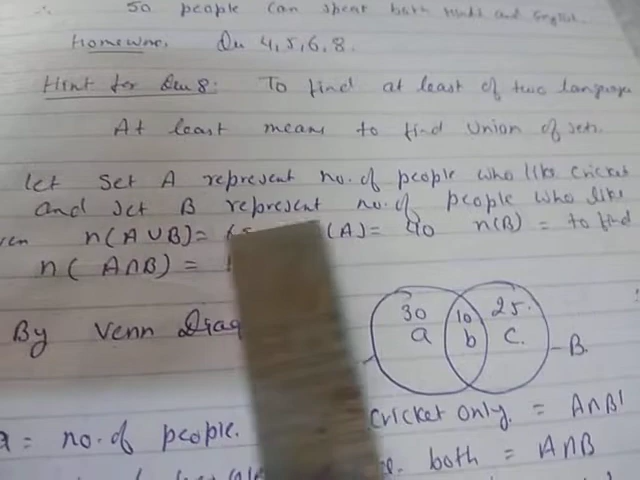 ∴ 50 people can speak both Hindi and English.
Homework. Qu 4,5,6,8.
Hint for Qu 8: To find at least of two language
At least means to find Union of sets.
let set A represent no. of people who like cricket
and set B represent no. of people who like
n(A∪B)= (A)= 40 n(B) = to find
n( A∩B) =
By Venn Diag
30 10 25.
a b c.
B.
a = no. of people. cricket only. = A∩B'
both = A∩B